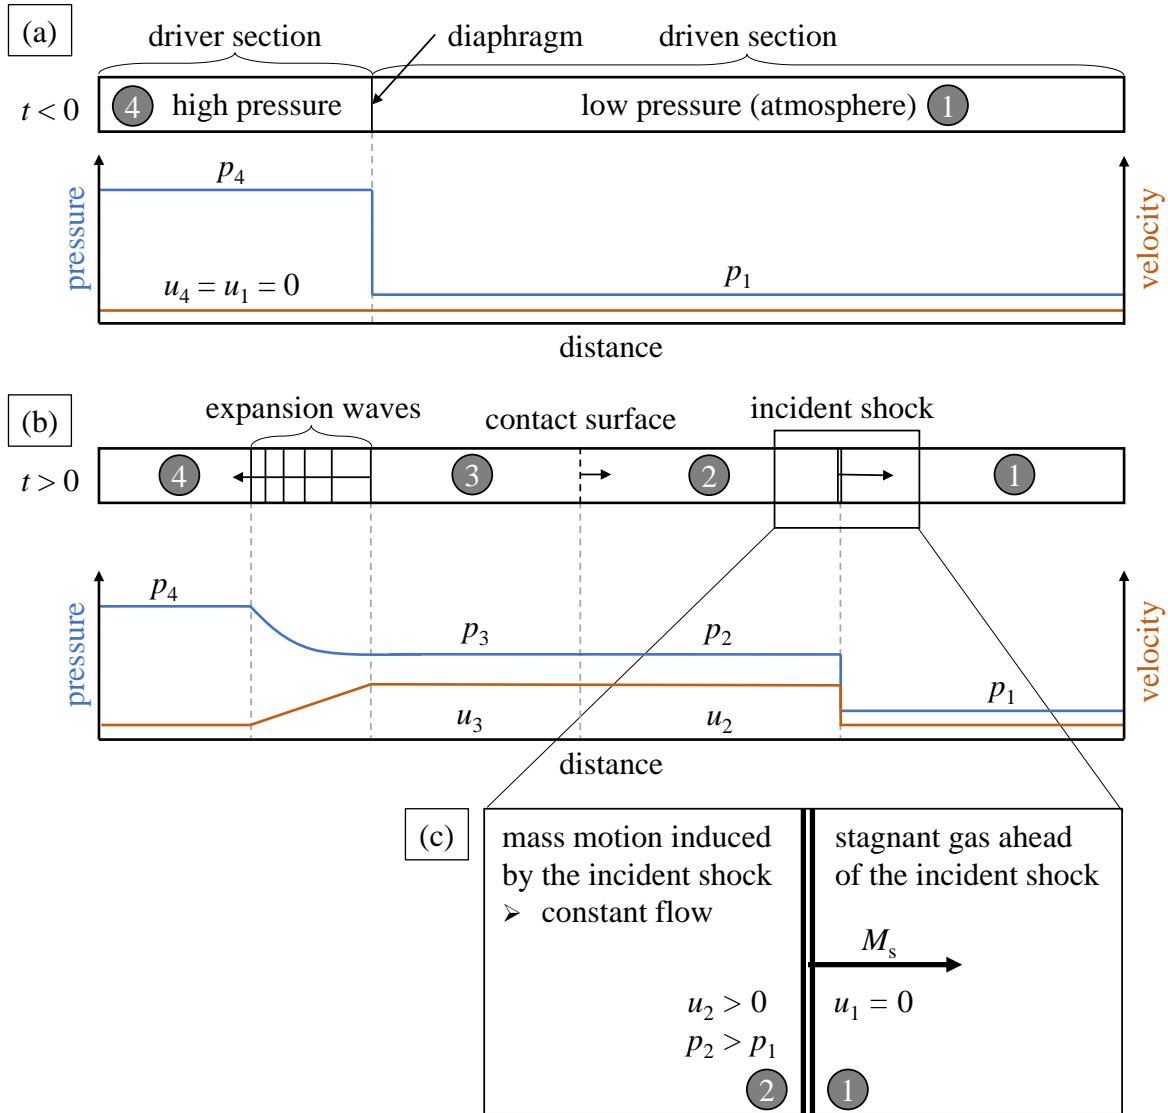 (a)
driver section
diaphragm
driven section
t < 0
4 high pressure
low pressure (atmosphere) 1
pressure
velocity
p4
u4 = u1 = 0
p1
distance
(b)
expansion waves
contact surface
incident shock
t > 0
4
3
2
1
pressure
velocity
p4
p3
p2
p1
u3
u2
distance
(c)
mass motion induced
by the incident shock
➢ constant flow
stagnant gas ahead
of the incident shock
Ms
u2 > 0
u1 = 0
p2 > p1
2
1